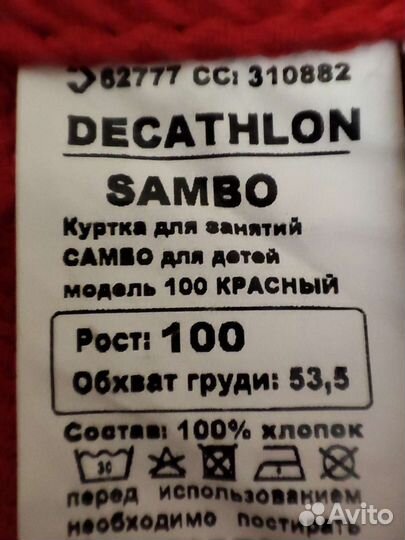 62777 CC: 310882
DECATHLON
SAMBO
Куртка для занятий
САМВО для детей
модель 100 КРАСНЫЙ
Рост: 100
Обхват груди: 53,5
Состав: 100% хлопок
30
перед использованием
необходимо постирать
Avito